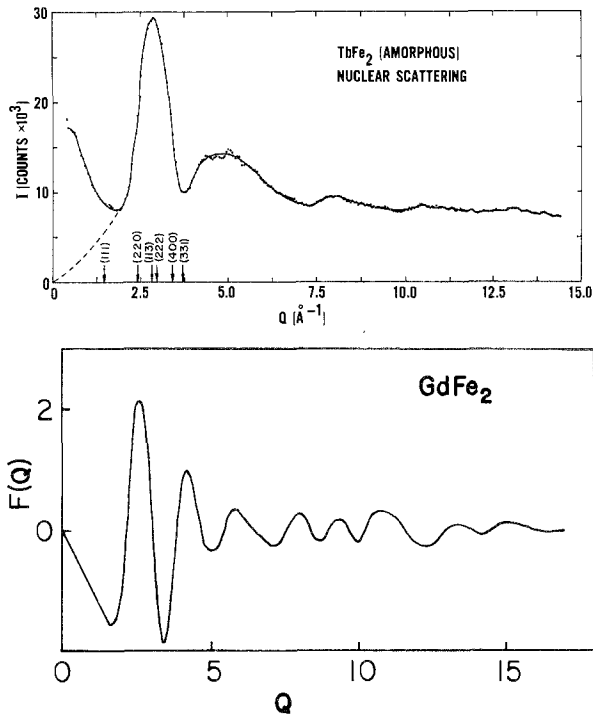 30
20
10
0
I (COUNTS ×10³)
TbFe₂ (AMORPHOUS)
NUCLEAR SCATTERING
(111)
(220)
(113)
(222)
(400)
(331)
0 2.5 5.0 7.5 10.0 12.5 15.0
Q (Å⁻¹)
GdFe₂
2
0
F(Q)
0 5 10 15
Q